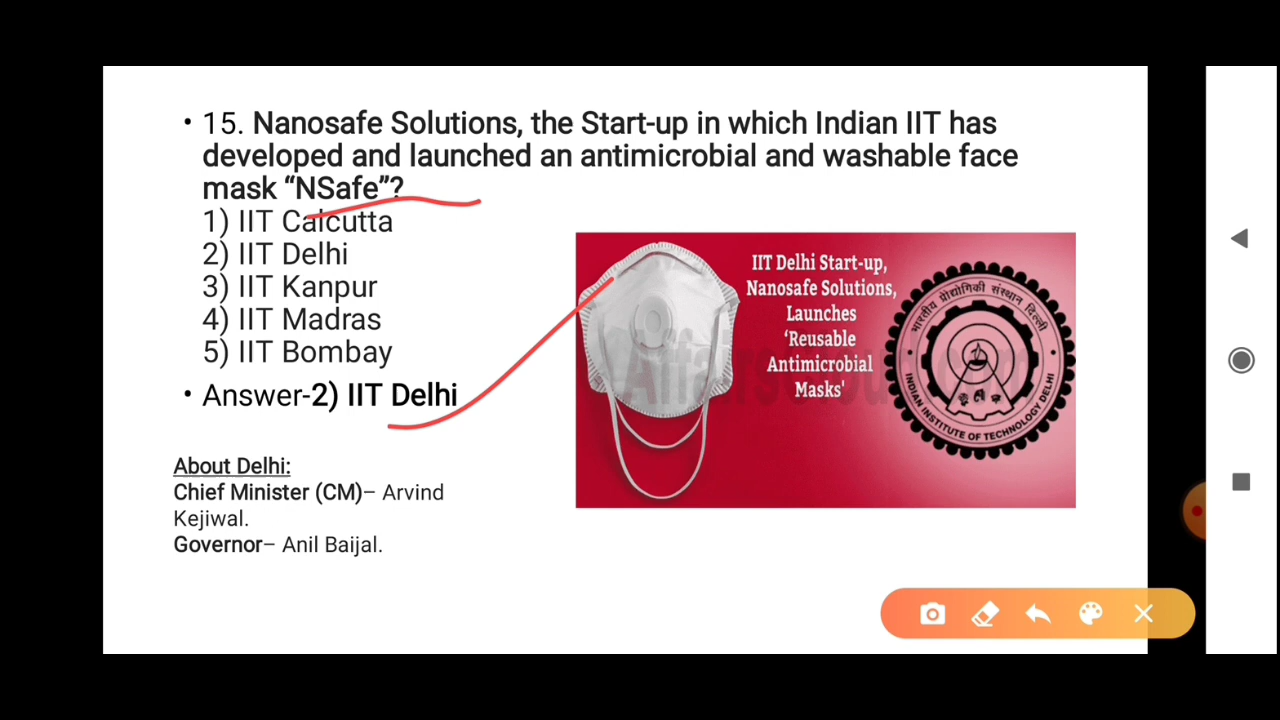 • 15. Nanosafe Solutions, the Start-up in which Indian IIT has
developed and launched an antimicrobial and washable face
mask “NSafe”?
1) IIT Calcutta
2) IIT Delhi
3) IIT Kanpur
4) IIT Madras
5) IIT Bombay
• Answer-2) IIT Delhi
About Delhi:
Chief Minister (CM)– Arvind
Kejiwal.
Governor– Anil Baijal.
IIT Delhi Start-up,
Nanosafe Solutions,
Launches
‘Reusable
Antimicrobial
Masks'
भारतीय प्रौद्योगिकी संस्थान दिल्ली
INDIAN INSTITUTE OF TECHNOLOGY DELHI